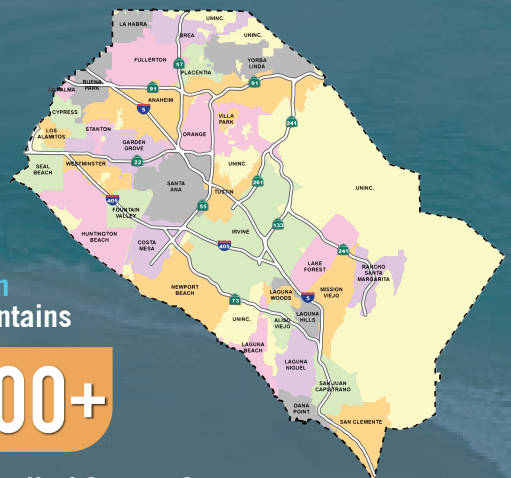 LA HABRA
UNINC.
BREA
UNINC.
FULLERTON
57
PLACENTIA
YORBA
LINDA
BUENA
PARK
91
91
LA PALMA
ANAHEIM
5
CYPRESS
LOS
ALAMITOS
STANTON
ORANGE
VILLA
PARK
241
GARDEN
GROVE
22
SEAL
BEACH
WESTMINSTER
UNINC.
SANTA
ANA
TUSTIN
261
UNINC.
405
FOUNTAIN
VALLEY
55
HUNTINGTON
BEACH
COSTA
MESA
IRVINE
133
405
241
LAKE
FOREST
RANCHO
SANTA
MARGARITA
NEWPORT
BEACH
73
LAGUNA
WOODS
5
MISSION
VIEJO
UNINC.
ALISO
VIEJO
LAGUNA
HILLS
LAGUNA
BEACH
LAGUNA
NIGUEL
SAN JUAN
CAPISTRANO
DANA
POINT
SAN CLEMENTE
ntains
00+